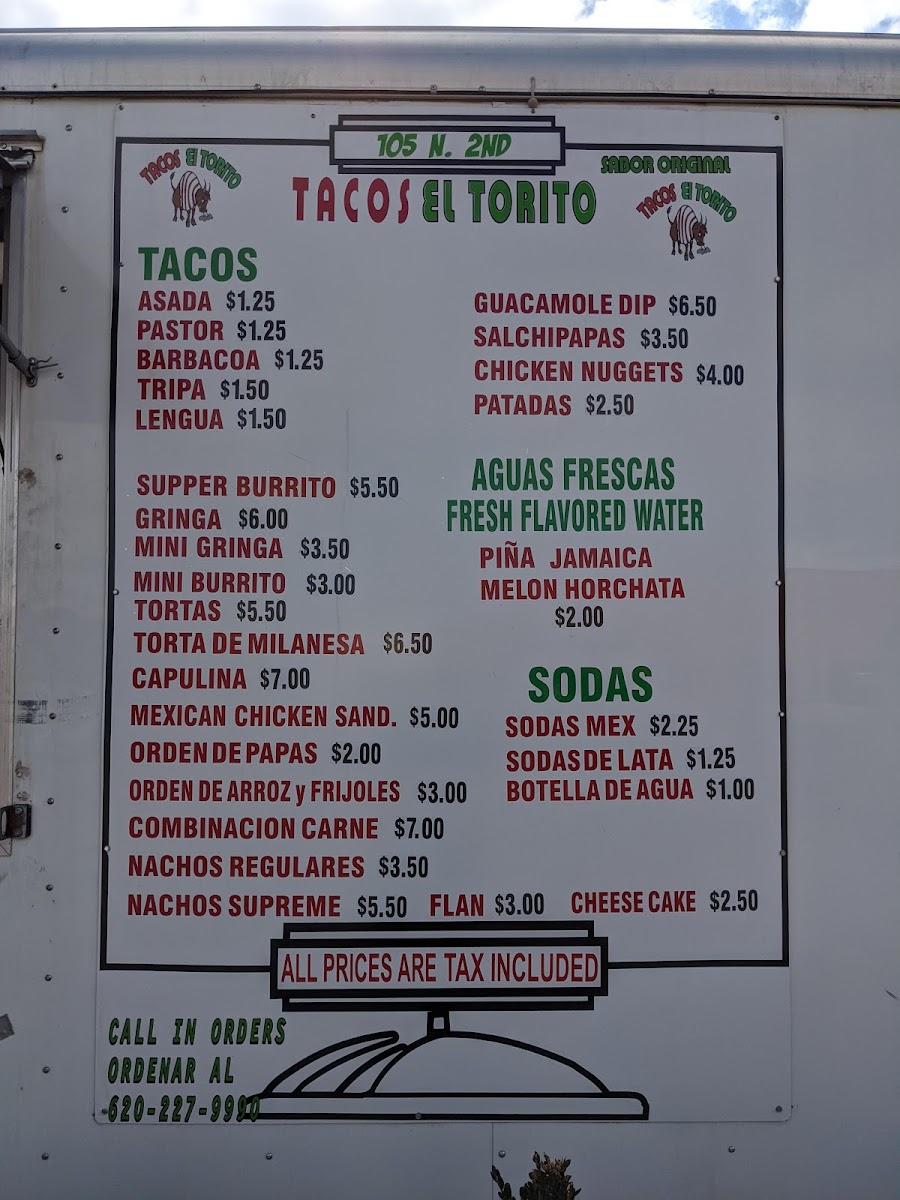 105 N. 2ND
TACOS El TORITO
SABOR ORIGINAL
TACOS EL TORITO
TACOS El TORITO
TACOS
ASADA $1.25
PASTOR $1.25
BARBACOA $1.25
TRIPA $1.50
LENGUA $1.50
SUPPER BURRITO $5.50
GRINGA $6.00
MINI GRINGA $3.50
MINI BURRITO $3.00
TORTAS $5.50
TORTA DE MILANESA $6.50
CAPULINA $7.00
MEXICAN CHICKEN SAND. $5.00
ORDEN DE PAPAS $2.00
ORDEN DE ARROZ y FRIJOLES $3.00
COMBINACION CARNE $7.00
NACHOS REGULARES $3.50
NACHOS SUPREME $5.50 FLAN $3.00 CHEESE CAKE $2.50
GUACAMOLE DIP $6.50
SALCHIPAPAS $3.50
CHICKEN NUGGETS $4.00
PATADAS $2.50
AGUAS FRESCAS
FRESH FLAVORED WATER
PIÑA JAMAICA
MELON HORCHATA
$2.00
SODAS
SODAS MEX $2.25
SODAS DE LATA $1.25
BOTELLA DE AGUA $1.00
ALL PRICES ARE TAX INCLUDED
CALL IN ORDERS
ORDENAR AL
620-227-9990